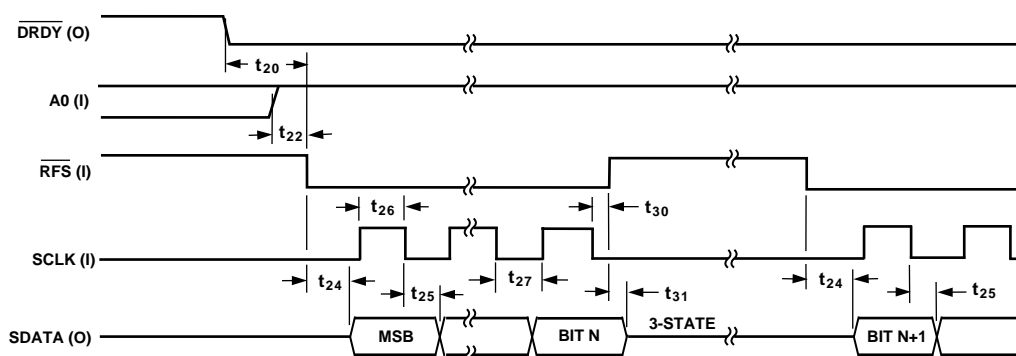 DRDY (O)
t20
A0 (I)
t22
RFS (I)
t26
t30
SCLK (I)
t24
t25
t27
t31
t24
t25
SDATA (O)
MSB
BIT N
3-STATE
BIT N+1